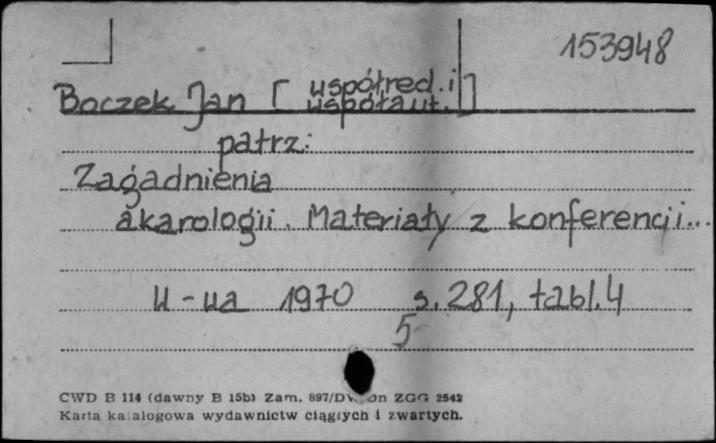 153948
Boczek Jan [ współred. i
współaut. ]
patrz:
Zagadnienia
akarologii. Materiały z konferencji...
W-wa 1970 s. 281, tabl. 4
5
CWD B 114 (dawny B 15b) Zam. 897/ ZGG 2542
Karta katalogowa wydawnictw ciągłych i zwartych.